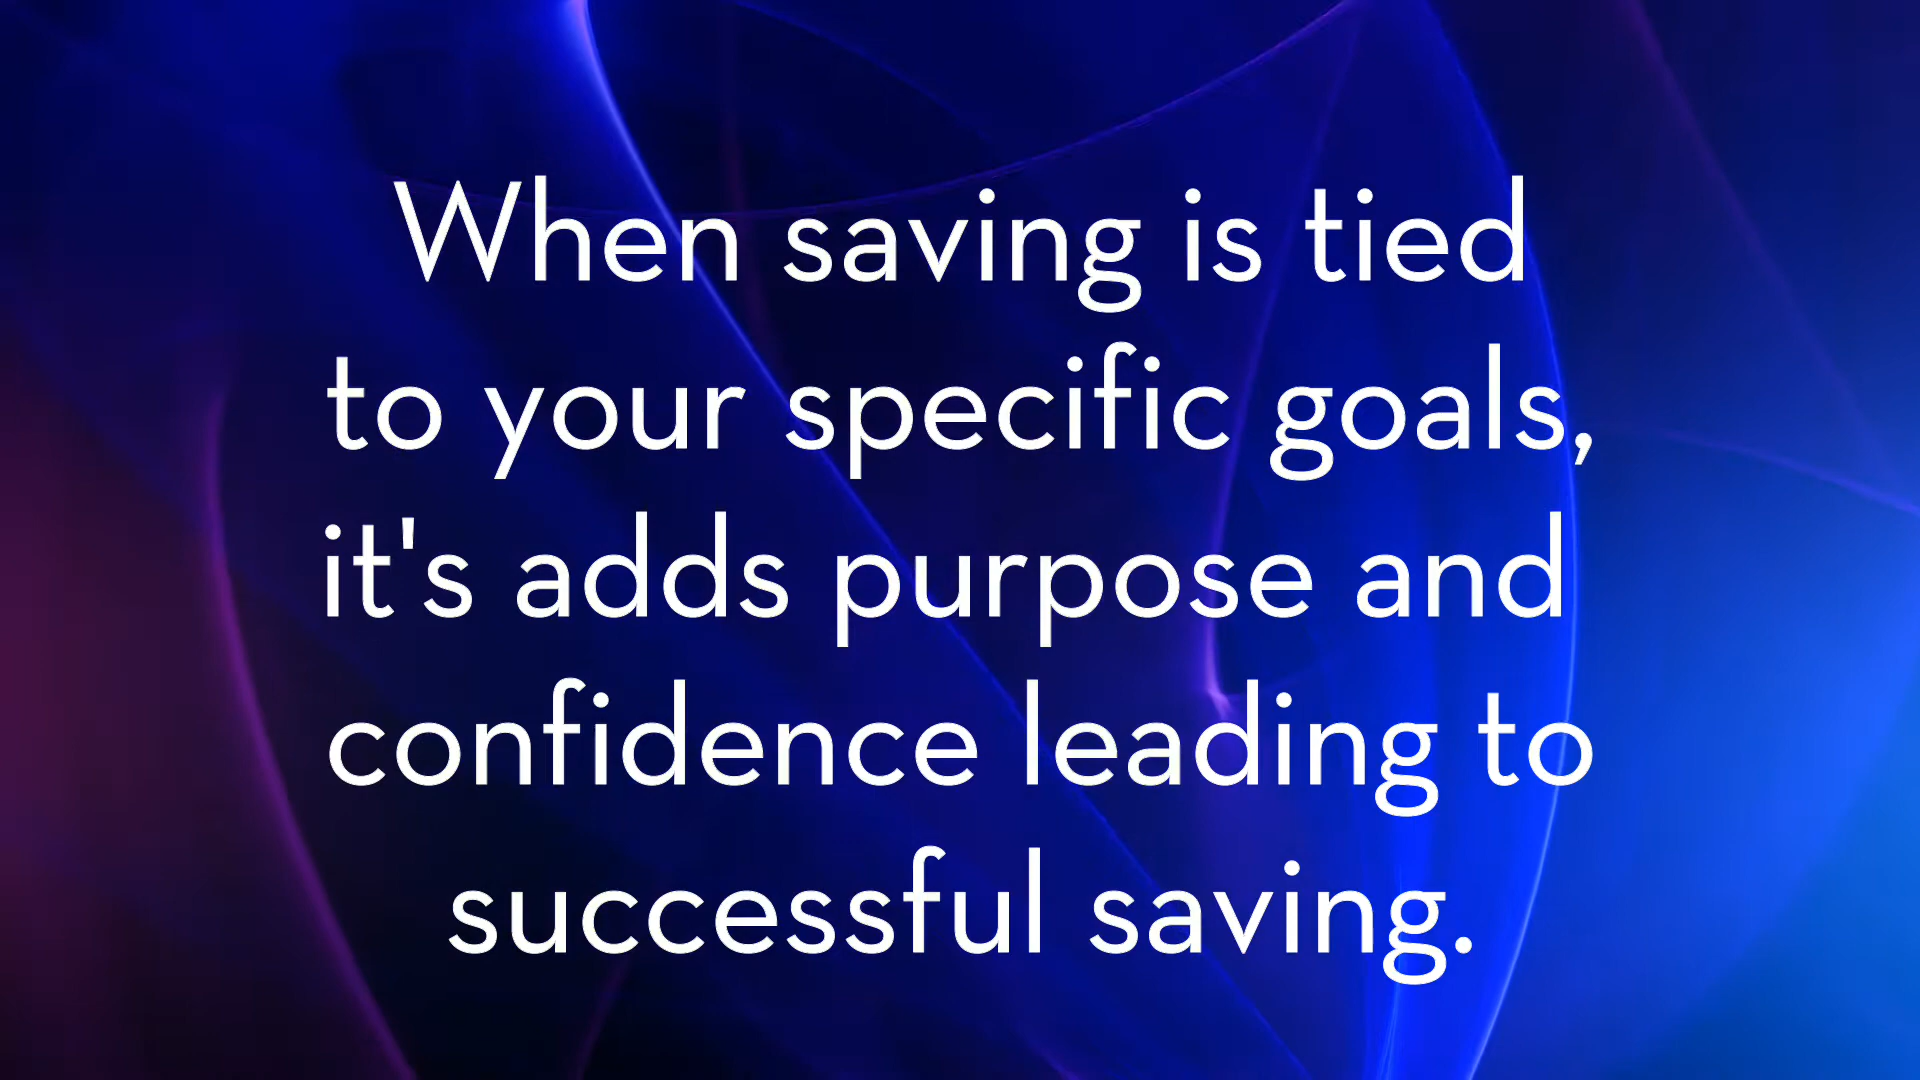 When saving is tied
to your specific goals,
it's adds purpose and
confidence leading to
successful saving.